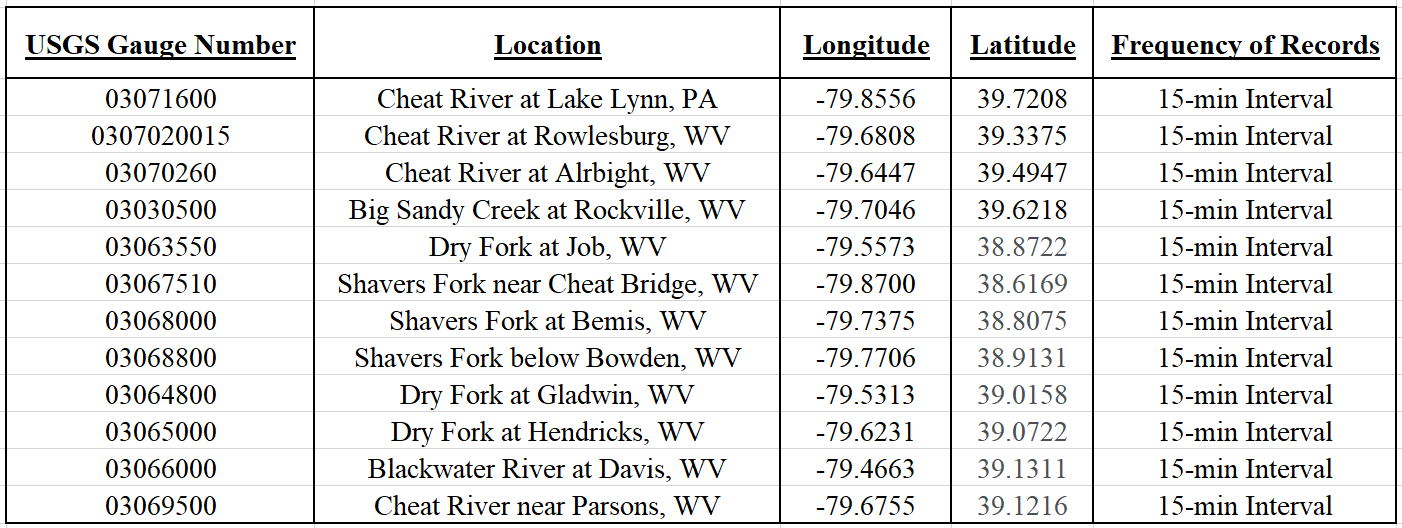 USGS Gauge Number Location Longitude Latitude Frequency of Records
03071600 Cheat River at Lake Lynn, PA -79.8556 39.7208 15-min Interval
0307020015 Cheat River at Rowlesburg, WV -79.6808 39.3375 15-min Interval
03070260 Cheat River at Alrbight, WV -79.6447 39.4947 15-min Interval
03030500 Big Sandy Creek at Rockville, WV -79.7046 39.6218 15-min Interval
03063550 Dry Fork at Job, WV -79.5573 38.8722 15-min Interval
03067510 Shavers Fork near Cheat Bridge, WV -79.8700 38.6169 15-min Interval
03068000 Shavers Fork at Bemis, WV -79.7375 38.8075 15-min Interval
03068800 Shavers Fork below Bowden, WV -79.7706 38.9131 15-min Interval
03064800 Dry Fork at Gladwin, WV -79.5313 39.0158 15-min Interval
03065000 Dry Fork at Hendricks, WV -79.6231 39.0722 15-min Interval
03066000 Blackwater River at Davis, WV -79.4663 39.1311 15-min Interval
03069500 Cheat River near Parsons, WV -79.6755 39.1216 15-min Interval